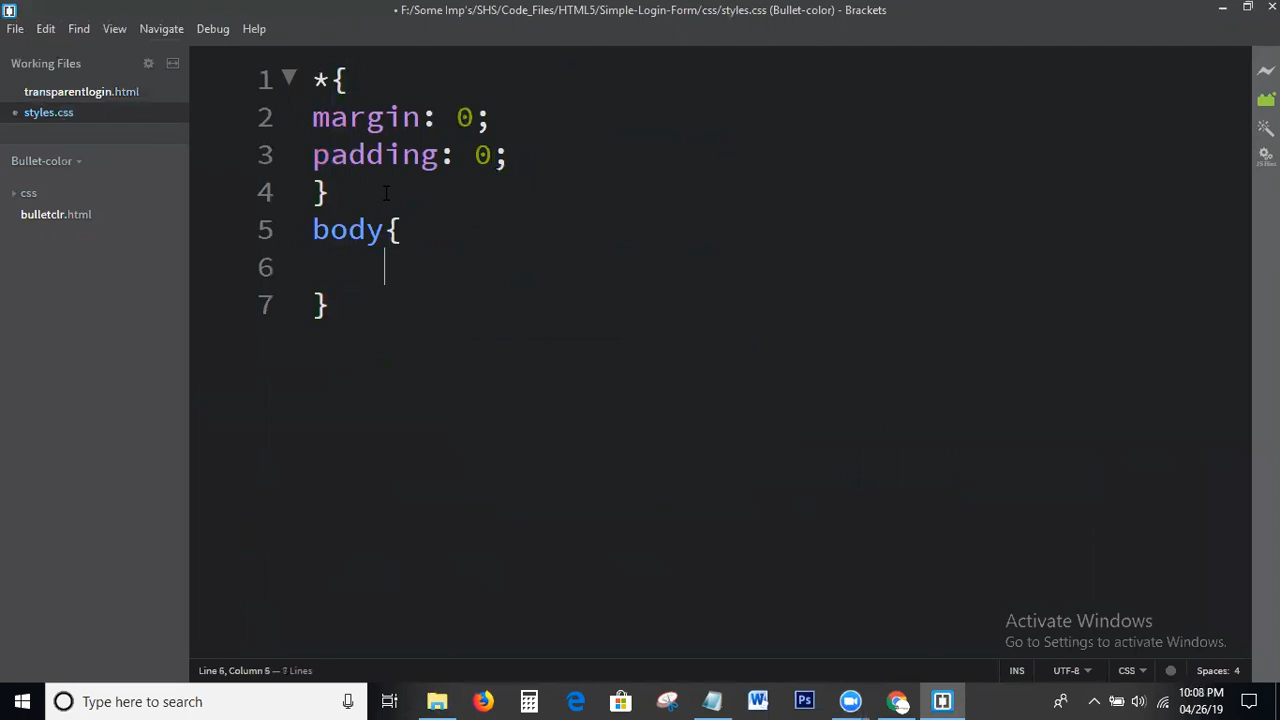 • F:/Some Imp's/SHS/Code_Files/HTML5/Simple-Login-Form/css/styles.css (Bullet-color) - Brackets
File Edit Find View Navigate Debug Help
Working Files
transparentlogin.html
• styles.css
Bullet-color
css
bulletclr.html
1 *{
2 margin: 0;
3 padding: 0;
4 }
5 body{
6
7 }
Activate Windows
Go to Settings to activate Windows.
Line 6, Column 5 — 7 Lines
INS UTF-8 CSS Spaces: 4
Type here to search
10:08 PM
04/26/19